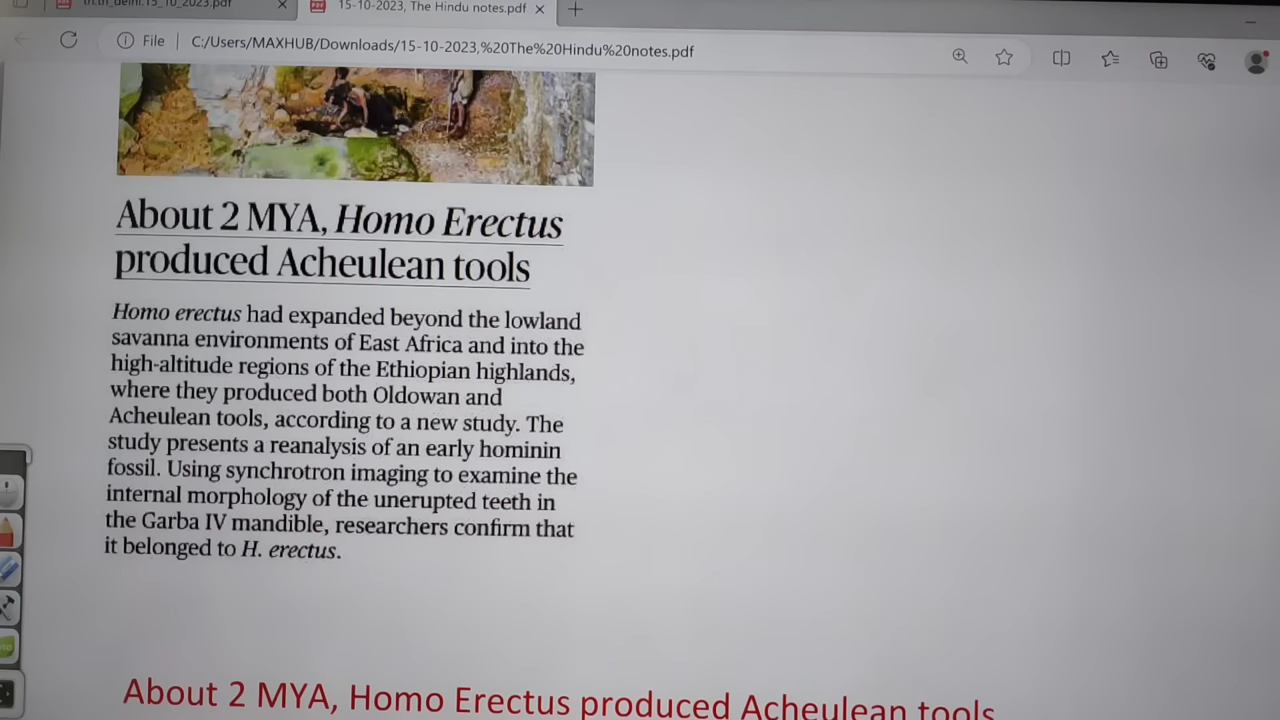 th.th_delhi.15_10_2023.pdf
15-10-2023, The Hindu notes.pdf
File
C:/Users/MAXHUB/Downloads/15-10-2023,%20The%20Hindu%20notes.pdf
About 2 MYA, Homo Erectus
produced Acheulean tools
Homo erectus had expanded beyond the lowland
savanna environments of East Africa and into the
high-altitude regions of the Ethiopian highlands,
where they produced both Oldowan and
Acheulean tools, according to a new study. The
study presents a reanalysis of an early hominin
fossil. Using synchrotron imaging to examine the
internal morphology of the unerupted teeth in
the Garba IV mandible, researchers confirm that
it belonged to H. erectus.
About 2 MYA, Homo Erectus produced Acheulean tools